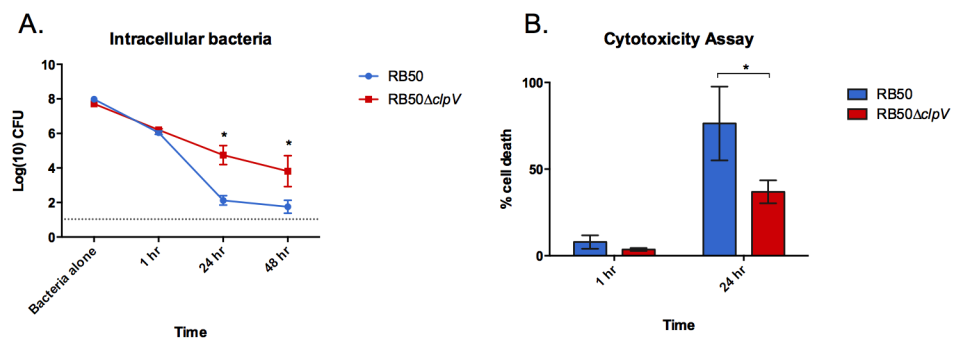 A.
Intracellular bacteria
Log(10) CFU
10
8
6
4
2
0
*
*
Bacteria alone
1 hr
24 hr
48 hr
Time
RB50
RB50ΔclpV
B.
Cytotoxicity Assay
% cell death
100
50
0
*
1 hr
24 hr
Time
RB50
RB50ΔclpV